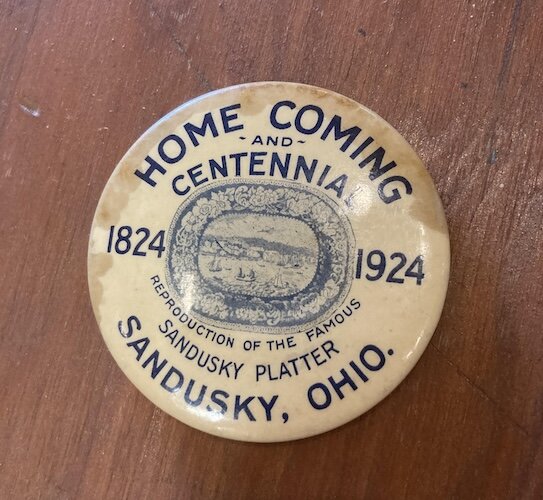 HOME COMING
~AND~
CENTENNIAL
1824 1924
REPRODUCTION OF THE FAMOUS
SANDUSKY PLATTER
SANDUSKY, OHIO.